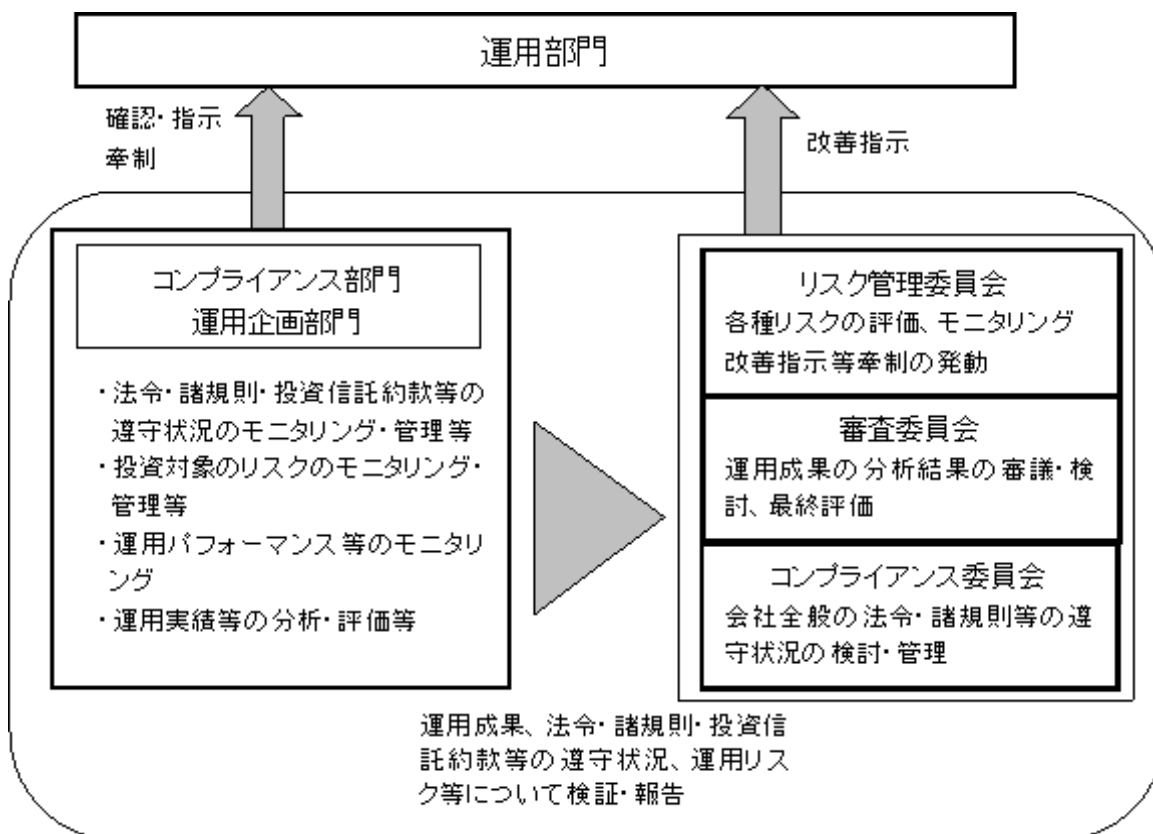 運用部門
確認・指示
牽制
改善指示
コンプライアンス部門
運用企画部門
・法令・諸規則・投資信託約款等の
遵守状況のモニタリング・管理等
・投資対象のリスクのモニタリング・
管理等
・運用パフォーマンス等のモニタリ
ング
・運用実績等の分析・評価等
リスク管理委員会
各種リスクの評価、モニタリング
改善指示等牽制の発動
審査委員会
運用成果の分析結果の審議・検
討、最終評価
コンプライアンス委員会
会社全般の法令・諸規則等の遵
守状況の検討・管理
運用成果、法令・諸規則・投資信
託約款等の遵守状況、運用リス
ク等について検証・報告